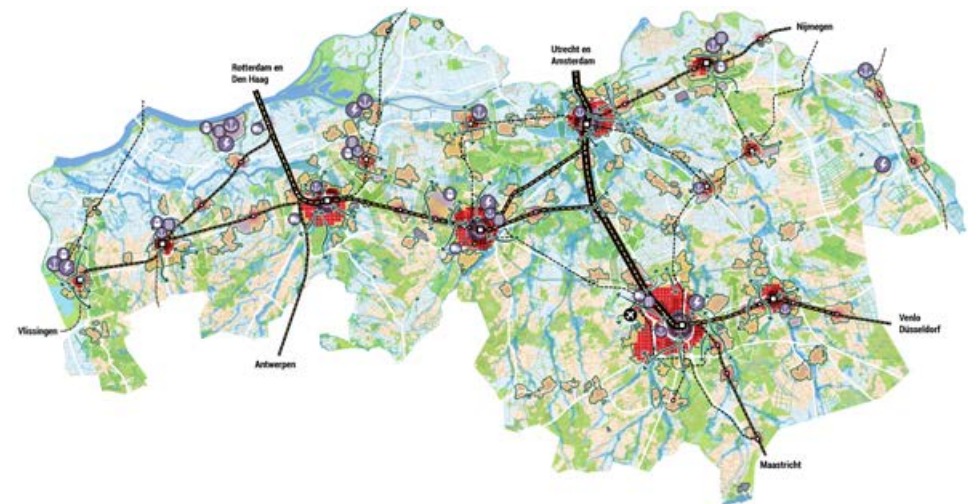 Nijmegen
Utrecht en
Amsterdam
Rotterdam en
Den Haag
Vlissingen
Antwerpen
Venlo
Düsseldorf
Maastricht